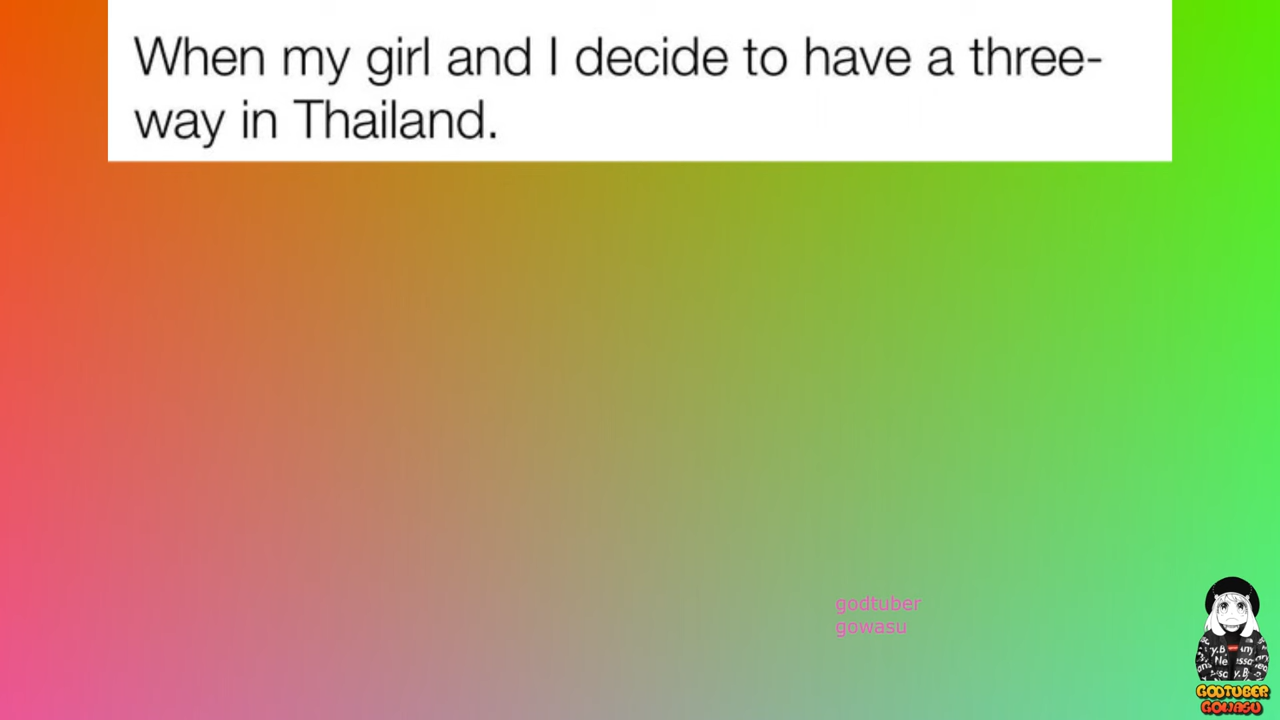 When my girl and I decide to have a three-
way in Thailand.
godtuber
gowasu
GODTUBER
GOWASU